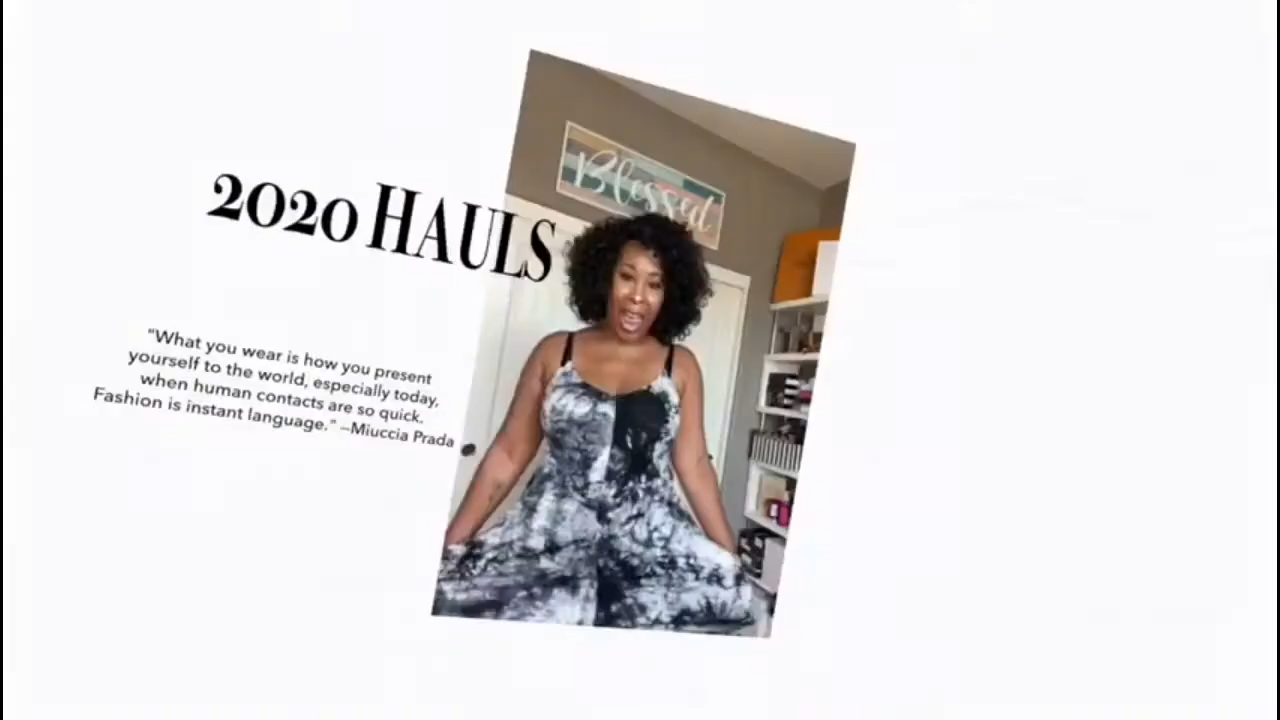 Blessed
2020 HAULS
"What you wear is how you present
yourself to the world, especially today,
when human contacts are so quick.
Fashion is instant language." –Miuccia Prada